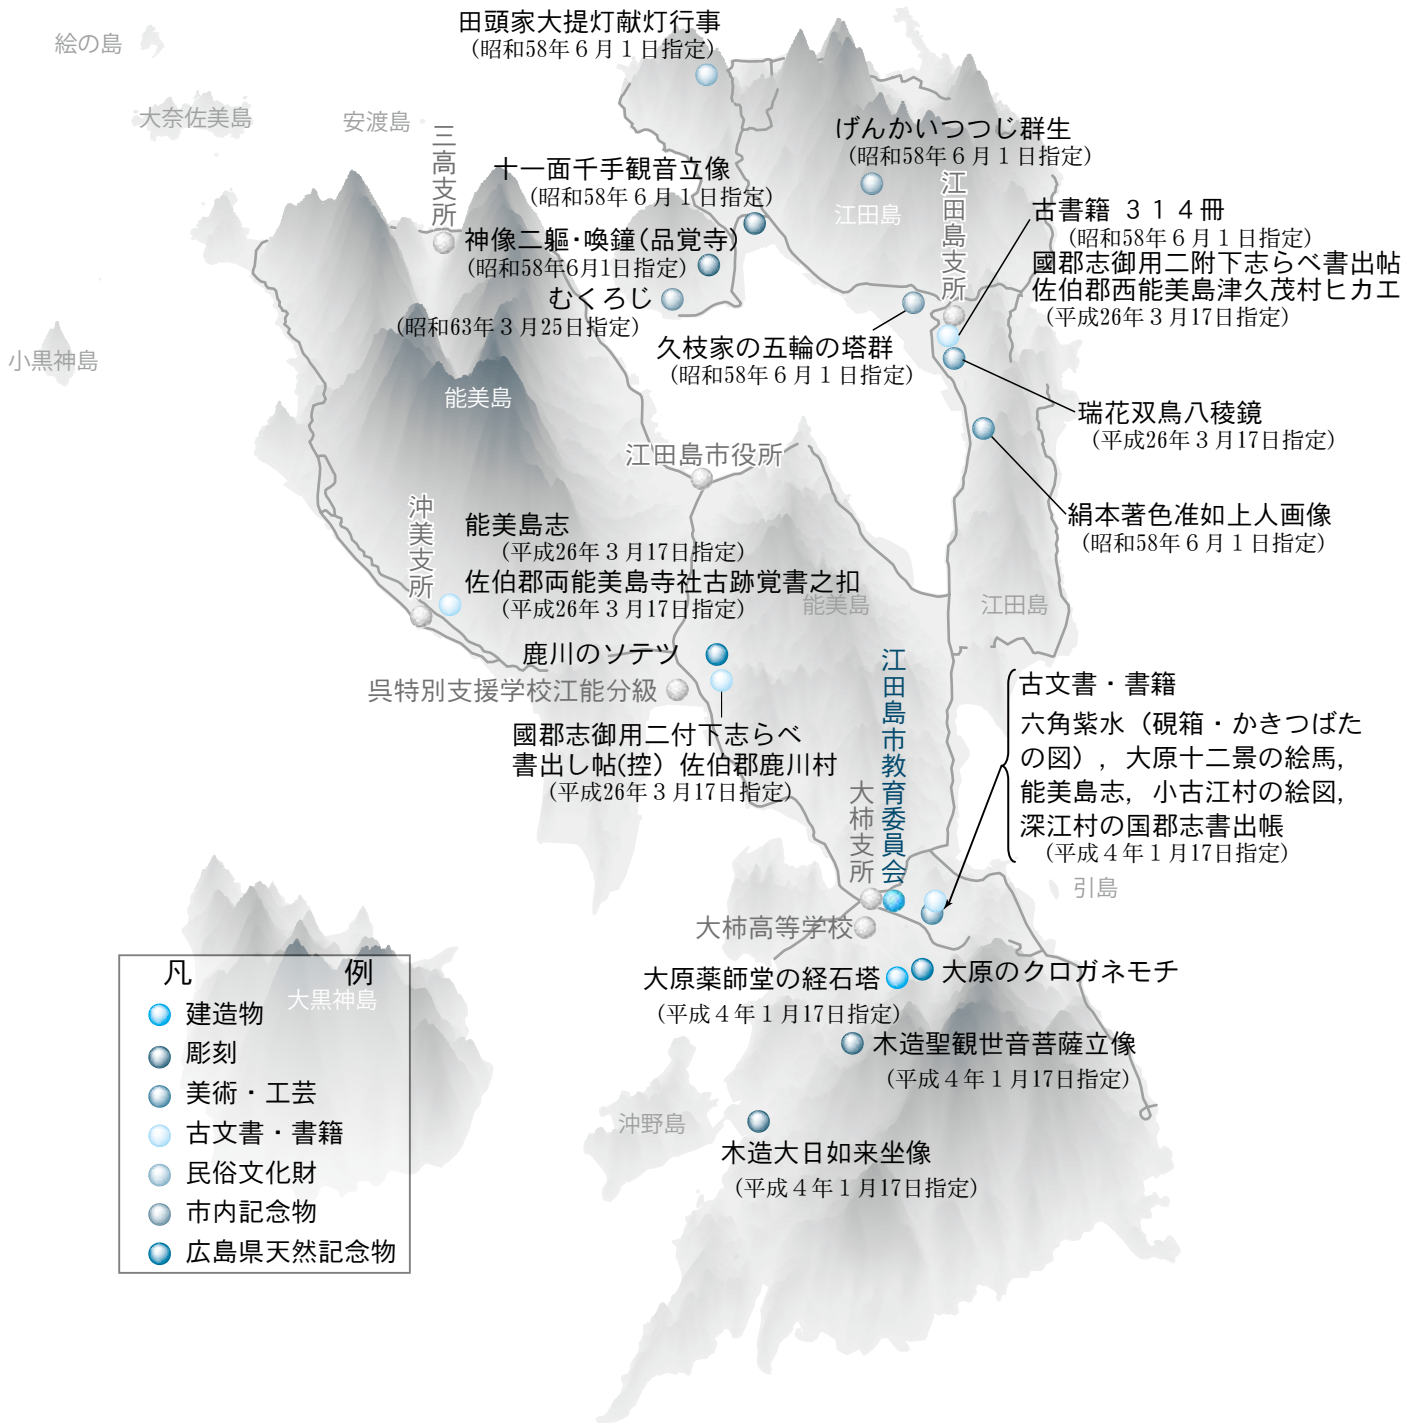 田頭家大提灯献灯行事
(昭和58年６月１日指定)
絵の島
大奈佐美島
安渡島
三高支所
げんかいつつじ群生
(昭和58年６月１日指定)
江田島
江田島支所
十一面千手観音立像
(昭和58年６月１日指定)
神像二軀･喚鐘(品覚寺)
(昭和58年6月1日指定)
むくろじ
(昭和63年３月25日指定)
古書籍 ３１４冊
(昭和58年６月１日指定)
國郡志御用二附下志らべ書出帖
佐伯郡西能美島津久茂村ヒカエ
(平成26年３月17日指定)
久枝家の五輪の塔群
(昭和58年６月１日指定)
小黒神島
能美島
瑞花双鳥八稜鏡
(平成26年３月17日指定)
江田島市役所
絹本著色准如上人画像
(昭和58年６月１日指定)
沖美支所
能美島志
(平成26年３月17日指定)
佐伯郡両能美島寺社古跡覚書之扣
(平成26年３月17日指定)
能美島
江田島
鹿川のソテツ
呉特別支援学校江能分級
國郡志御用二付下志らべ
書出し帖(控）佐伯郡鹿川村
(平成26年３月17日指定)
江田島市教育委員会
大柿支所
古文書・書籍
六角紫水（硯箱・かきつばた
の図），大原十二景の絵馬，
能美島志，小古江村の絵図，
深江村の国郡志書出帳
(平成４年１月17日指定)
引島
大柿高等学校
大原薬師堂の経石塔
(平成４年１月17日指定)
大原のクロガネモチ
木造聖観世音菩薩立像
(平成４年１月17日指定)
沖野島
木造大日如来坐像
(平成４年１月17日指定)
大黒神島
凡例
建造物
彫刻
美術・工芸
古文書・書籍
民俗文化財
市内記念物
広島県天然記念物